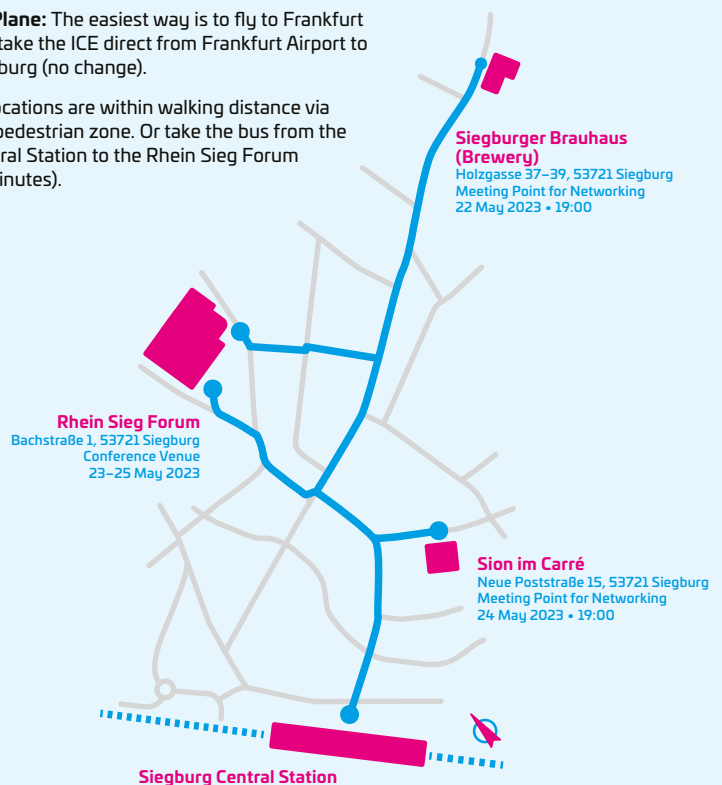 Plane: The easiest way is to fly to Frankfurt
take the ICE direct from Frankfurt Airport to
burg (no change).
ocations are within walking distance via
pedestrian zone. Or take the bus from the
ral Station to the Rhein Sieg Forum
inutes).
Siegburger Brauhaus
(Brewery)
Holzgasse 37–39, 53721 Siegburg
Meeting Point for Networking
22 May 2023 • 19:00
Rhein Sieg Forum
Bachstraße 1, 53721 Siegburg
Conference Venue
23–25 May 2023
Sion im Carré
Neue Poststraße 15, 53721 Siegburg
Meeting Point for Networking
24 May 2023 • 19:00
Siegburg Central Station